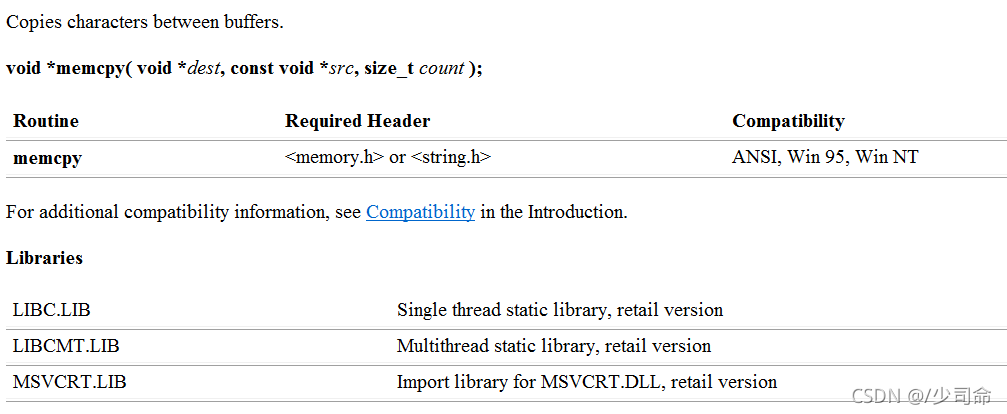 Copies characters between buffers.
void *memcpy( void *dest, const void *src, size_t count );
Routine Required Header Compatibility
memcpy <memory.h> or <string.h> ANSI, Win 95, Win NT
For additional compatibility information, see Compatibility in the Introduction.
Libraries
LIBC.LIB Single thread static library, retail version
LIBCMT.LIB Multithread static library, retail version
MSVCRT.LIB Import library for MSVCRT.DLL, retail version
CSDN @/少司命